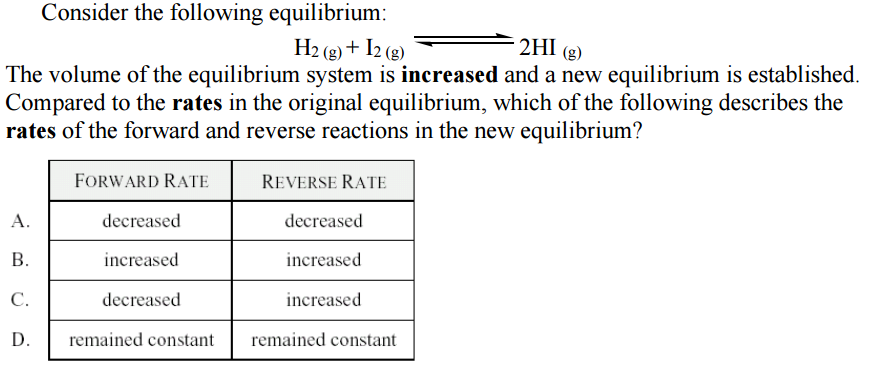 Consider the following equilibrium:
H2 (g) + I2 (g) ⇌ 2HI (g)
The volume of the equilibrium system is increased and a new equilibrium is established.
Compared to the rates in the original equilibrium, which of the following describes the
rates of the forward and reverse reactions in the new equilibrium?
FORWARD RATE REVERSE RATE
A. decreased decreased
B. increased increased
C. decreased increased
D. remained constant remained constant